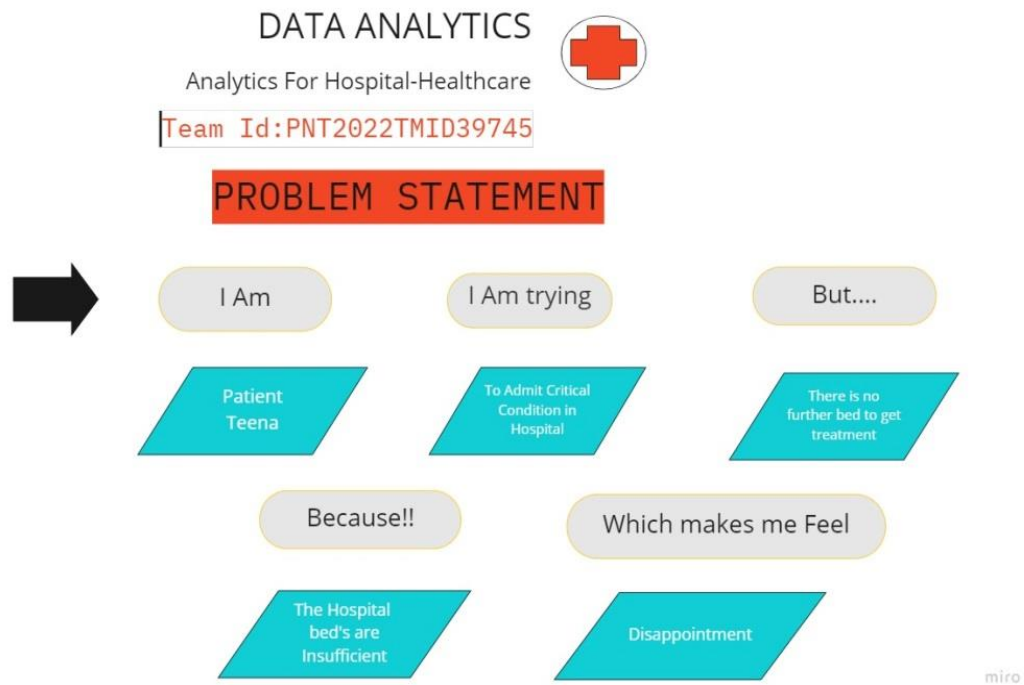 DATA ANALYTICS
Analytics For Hospital-Healthcare
Team Id:PNT2022TMID39745
PROBLEM STATEMENT
I Am
I Am trying
But....
Patient
Teena
To Admit Critical
Condition in
Hospital
There is no
further bed to get
treatment
Because!!
Which makes me Feel
The Hospital
bed's are
Insufficient
Disappointment
miro